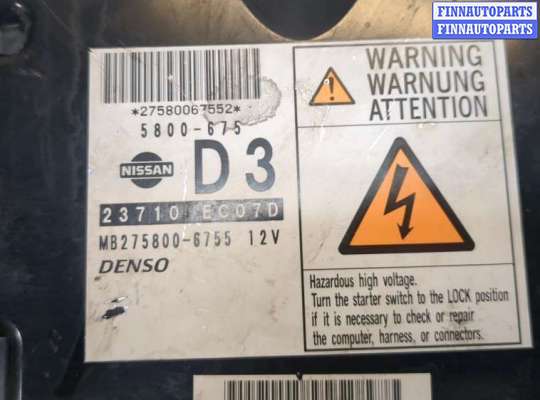 FINNAUTOPARTS
FINNAUTOPARTS
*27580067552*
5800-675
NISSAN
D3
23710 EC07D
MB275800-6755 12V
DENSO
WARNING
WARNUNG
ATTENTION
Hazardous high voltage.
Turn the starter switch to the LOCK position
if it is necessary to check or repair
the computer, harness, or connectors.